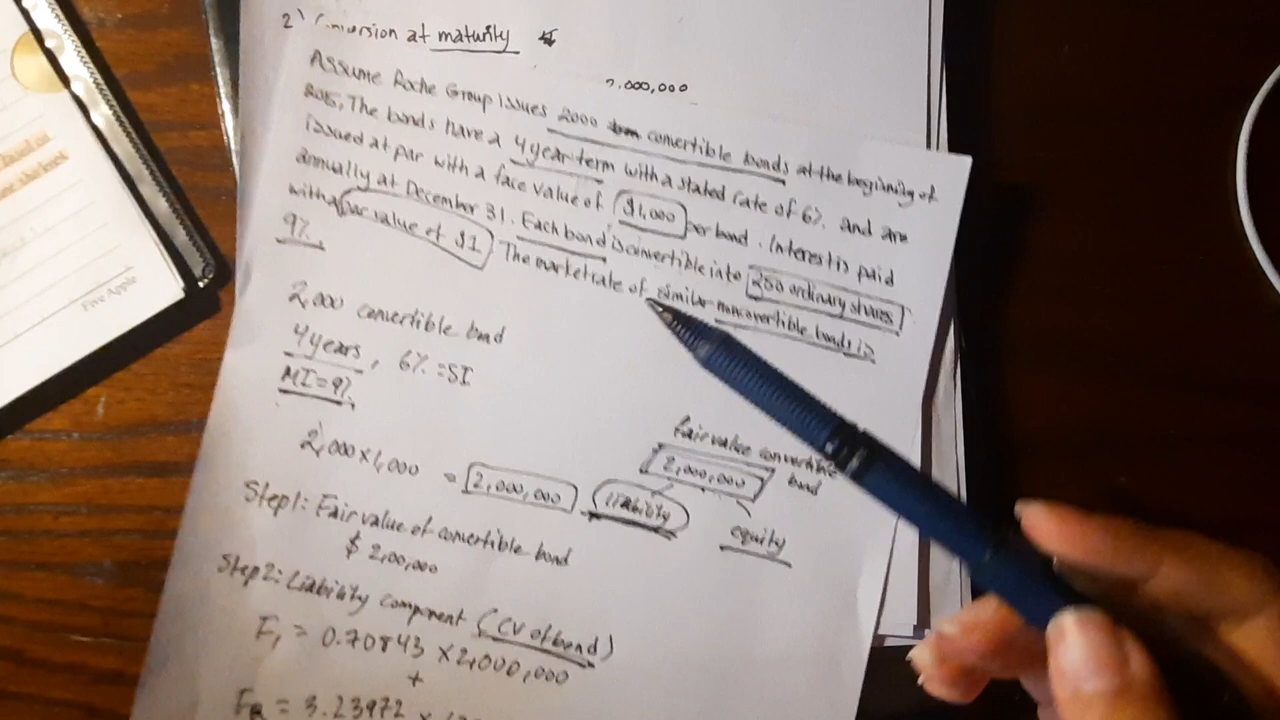 2) Conversion at maturity
2,000,000
Assume Roche Group issues 2000 convertible bonds at the beginning of
2015, The bonds have a 4 year term with a stated rate of 6%. and are
issued at par with a face value of $1,000 per bond. Interest is paid
annually at December 31. Each bond is convertible into 250 ordinary shares
with a par value of $1 The market rate of similar nonconvertible bonds is
9%
2,000 convertible bond
4 years, 6% = SI
MI = 9%
fair value convertible
bond
2,000,000
2,000 x 1,000 = 2,000,000
liability
equity
Step 1: Fair value of convertible bond
$ 2,00,000
Step 2: Liability component (CV of bond)
F1 = 0.70843 x 2,000,000
+
= 3.23972 x
Five Apple